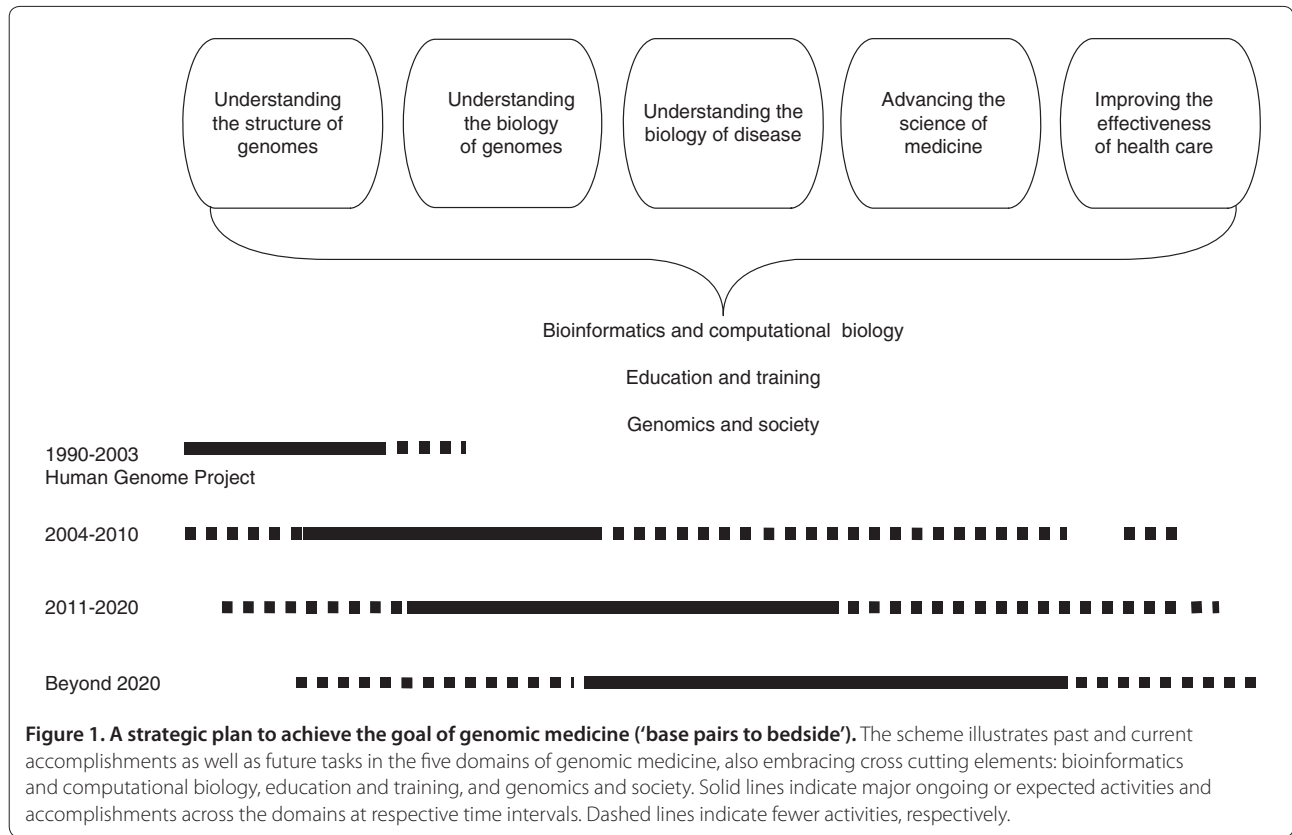 Understanding
the structure of
genomes
Understanding
the biology
of genomes
Understanding the
biology of disease
Advancing the
science of
medicine
Improving the
effectiveness
of health care
Bioinformatics and computational biology
Education and training
Genomics and society
1990-2003
Human Genome Project
2004-2010
2011-2020
Beyond 2020
Figure 1. A strategic plan to achieve the goal of genomic medicine (‘base pairs to bedside’). The scheme illustrates past and current
accomplishments as well as future tasks in the five domains of genomic medicine, also embracing cross cutting elements: bioinformatics
and computational biology, education and training, and genomics and society. Solid lines indicate major ongoing or expected activities and
accomplishments across the domains at respective time intervals. Dashed lines indicate fewer activities, respectively.